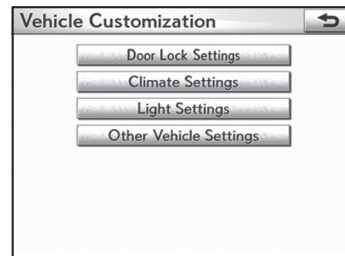 Vehicle Customization
Door Lock Settings
Climate Settings
Light Settings
Other Vehicle Settings